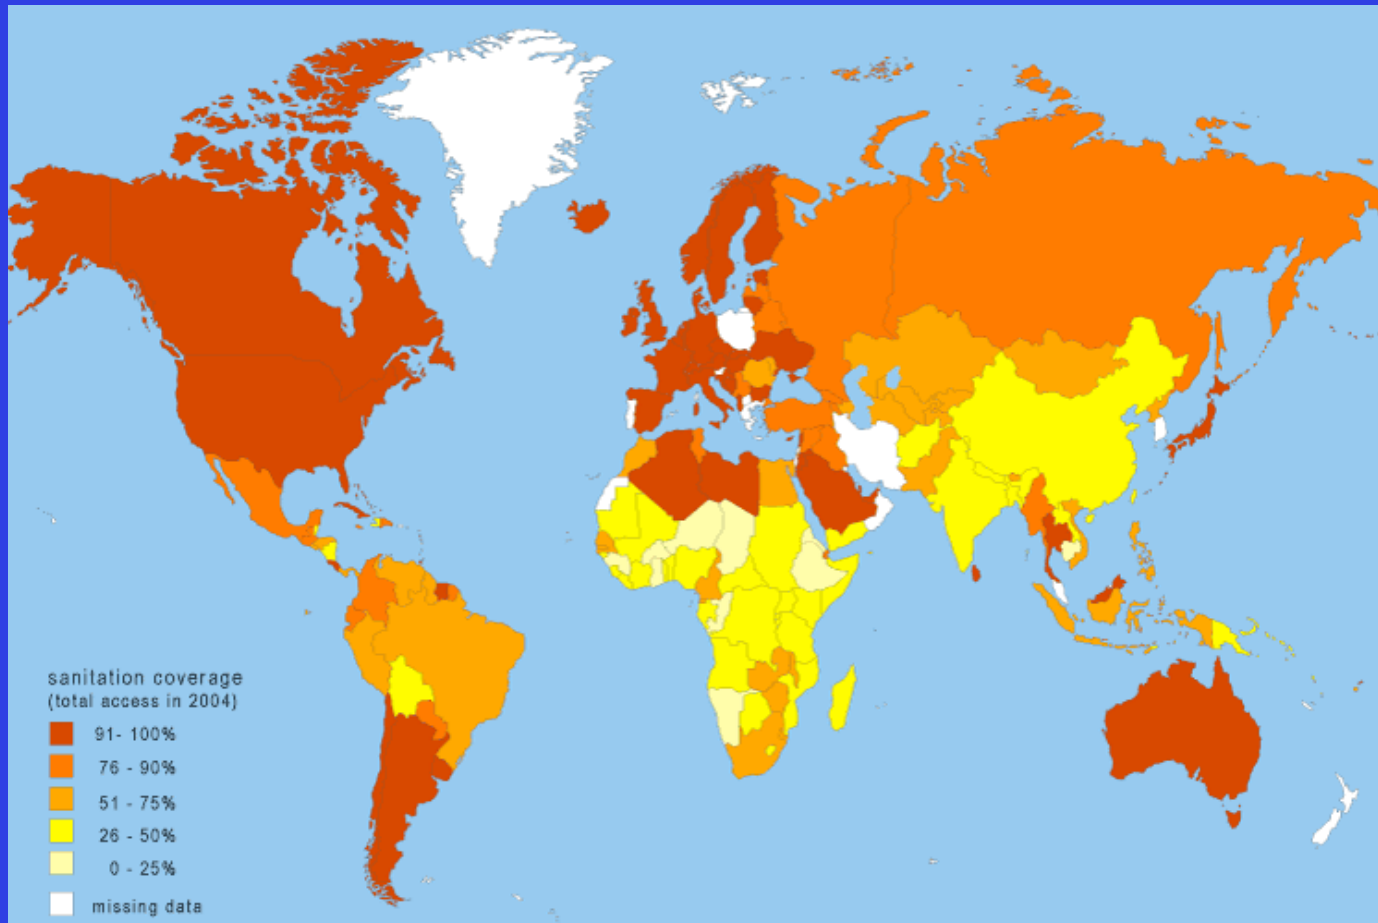 sanitation coverage
(total access in 2004)
91- 100%
76 - 90%
51 - 75%
26 - 50%
0 - 25%
missing data